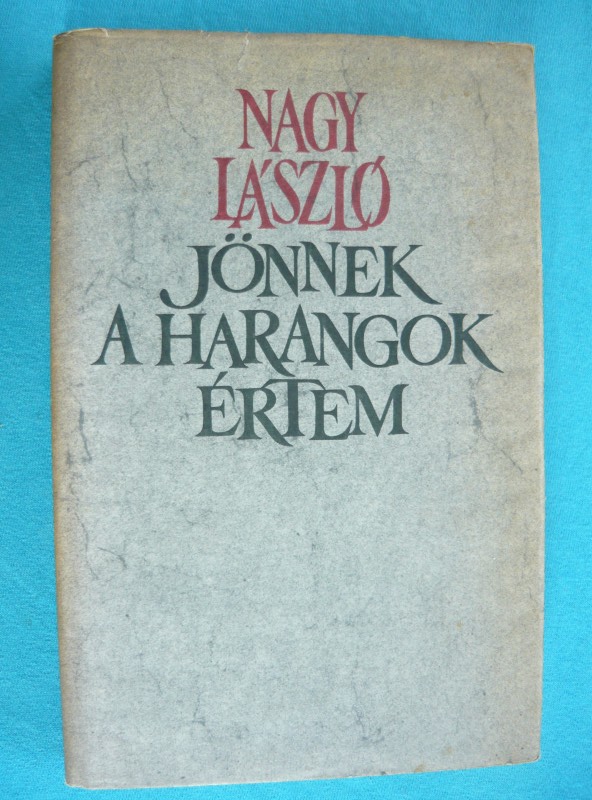 NAGY
LÁSZLÓ
JÖNNEK
A HARANGOK
ÉRTEM